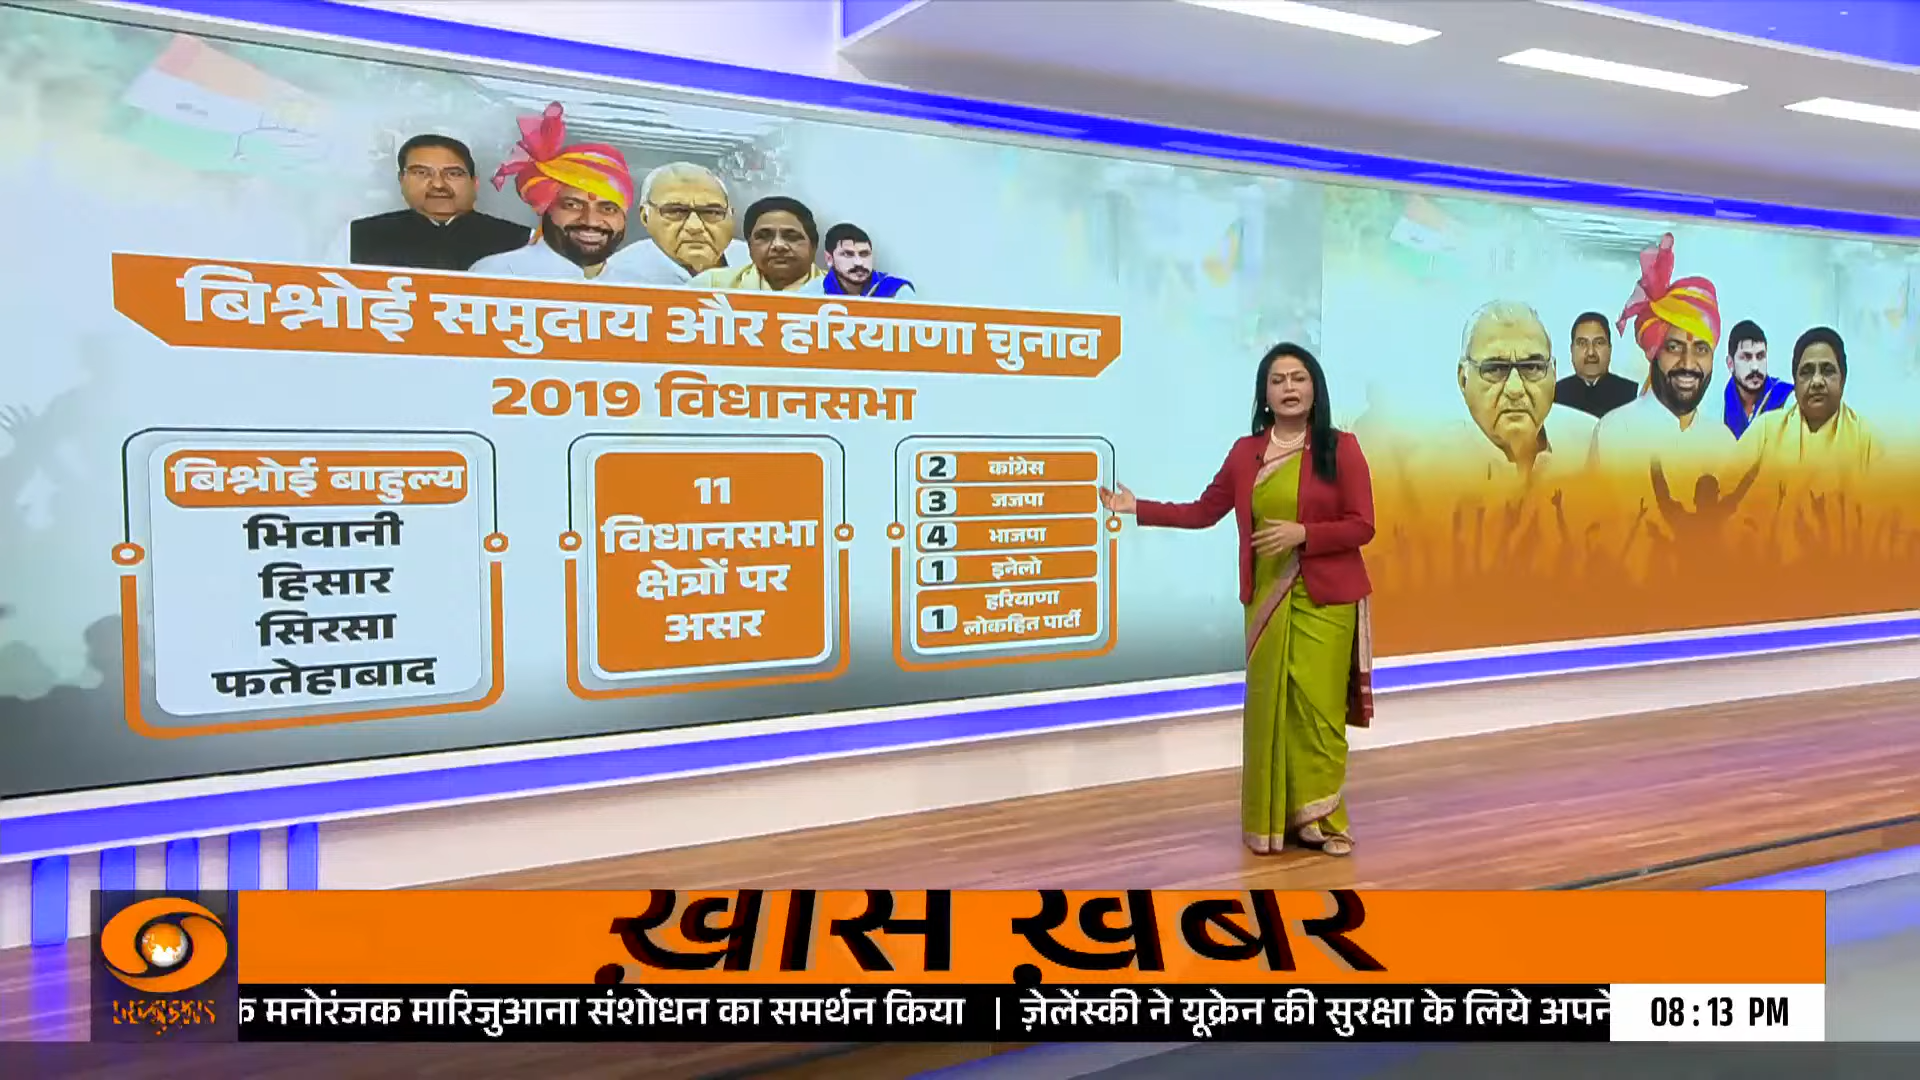 बिश्नोई समुदाय और हरियाणा चुनाव
2019 विधानसभा
बिश्नोई बाहुल्य
भिवानी
हिसार
सिरसा
फतेहाबाद
11
विधानसभा
क्षेत्रों पर
असर
2 कांग्रेस
3 जजपा
4 भाजपा
1 इनेलो
1 हरियाणा
लोकहित पार्टी
ख़ास ख़बर
के मनोरंजक मारिजुआना संशोधन का समर्थन किया | ज़ेलेंस्की ने यूक्रेन की सुरक्षा के लिये अपने
08:13 PM